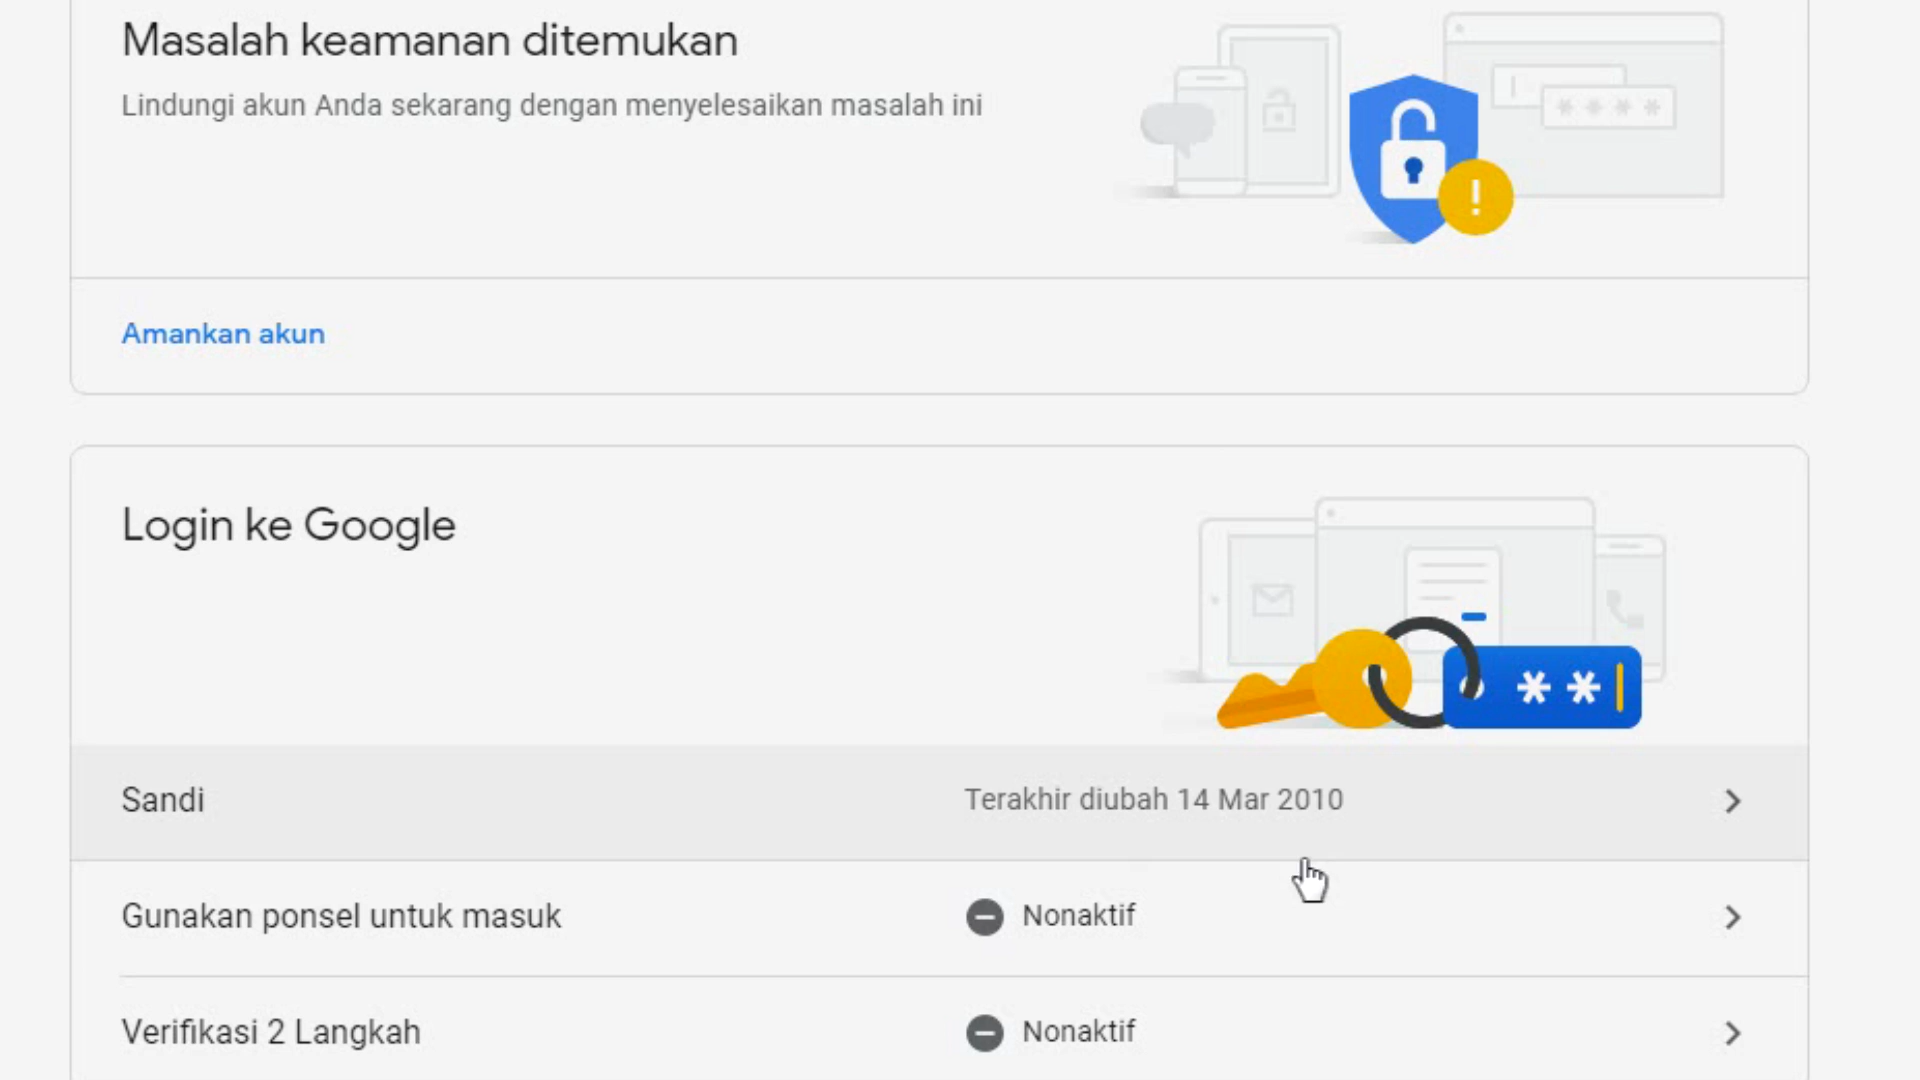 Masalah keamanan ditemukan
Lindungi akun Anda sekarang dengan menyelesaikan masalah ini
Amankan akun
Login ke Google
Sandi
Terakhir diubah 14 Mar 2010
Gunakan ponsel untuk masuk
Nonaktif
Verifikasi 2 Langkah
Nonaktif